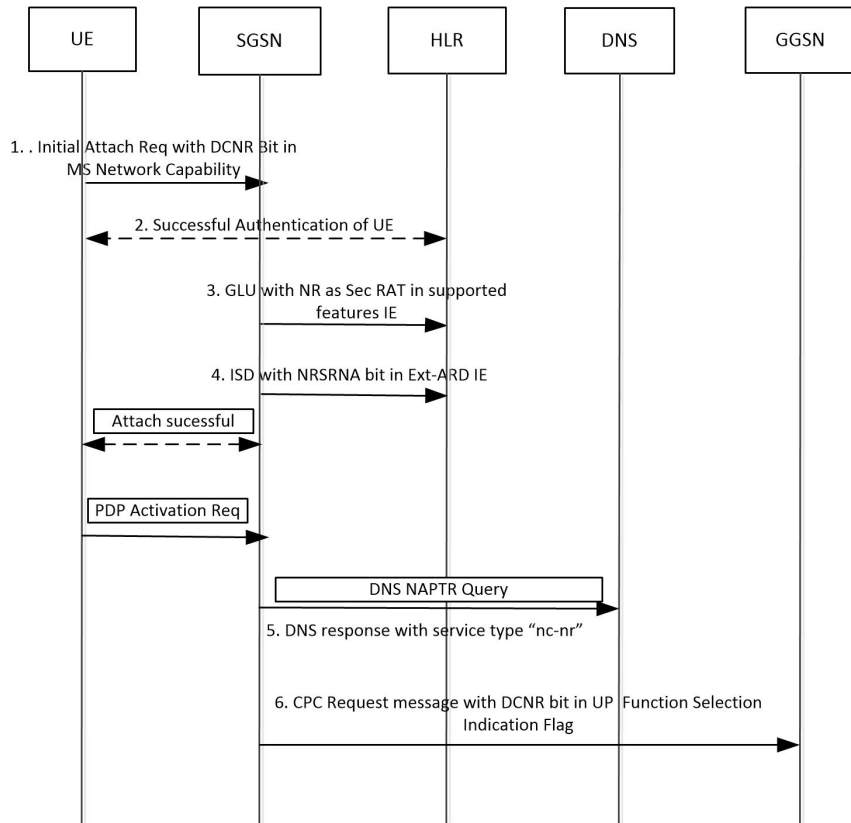 UE
SGSN
HLR
DNS
GGSN
1. . Initial Attach Req with DCNR Bit in
MS Network Capability
2. Successful Authentication of UE
3. GLU with NR as Sec RAT in supported
features IE
4. ISD with NRSRNA bit in Ext-ARD IE
Attach sucessful
PDP Activation Req
DNS NAPTR Query
5. DNS response with service type “nc-nr”
6. CPC Request message with DCNR bit in UP Function Selection
Indication Flag